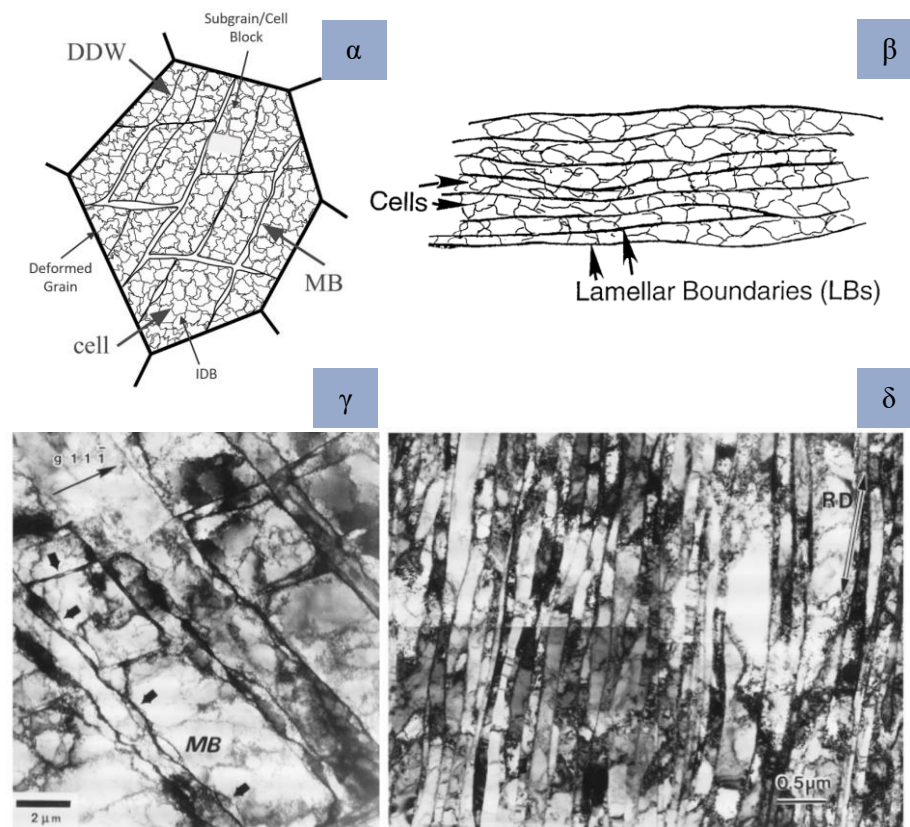 Subgrain/Cell
Block
α
DDW
β
Cells
MB
Deformed
Grain
Lamellar Boundaries (LBs)
cell
IDB
γ
δ
g 1 1 1̄
RD
MB
2 μm
0.5μm